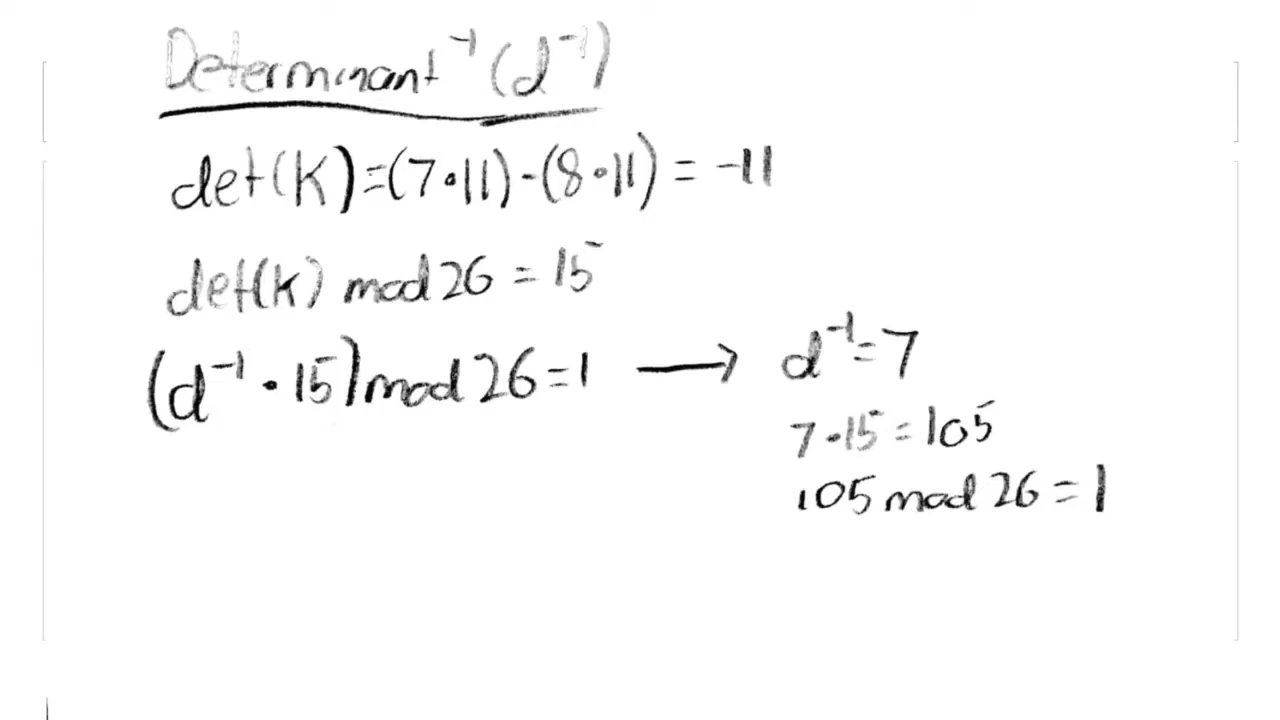 Determinant⁻¹ (d⁻¹)
det(K)=(7•11)-(8•11) = -11
det(K) mod 26 = 15
(d⁻¹ • 15) mod 26 = 1 → d⁻¹ = 7
7•15 = 105
105 mod 26 = 1